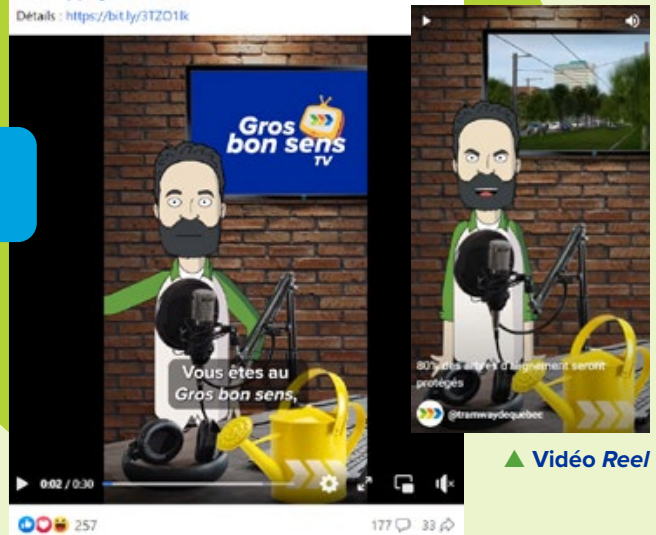 Détails : https://bit.ly/3TZO1lk
Gros
bon sens
TV
Vous êtes au
Gros bon sens,
0:02 / 0:30
257
177
33
80% des arbres d'alignement seront
protégés
@tramwaydequebec
▲ Vidéo Reel